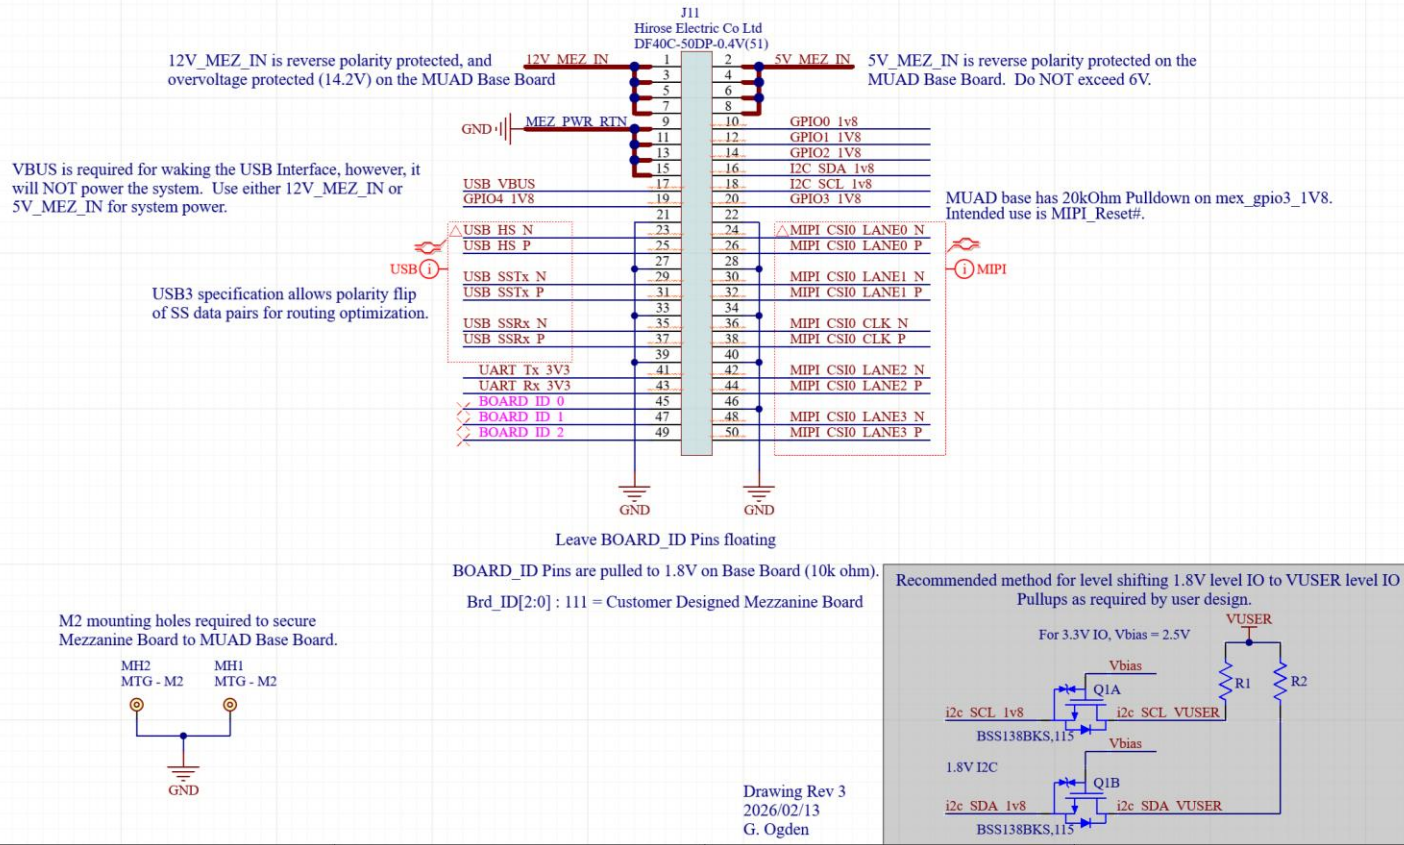 J11
Hirose Electric Co Ltd
DF40C-50DP-0.4V(51)
12V_MEZ_IN is reverse polarity protected, and
overvoltage protected (14.2V) on the MUAD Base Board
12V_MEZ_IN
1
2
5V_MEZ_IN
5V_MEZ_IN is reverse polarity protected on the
MUAD Base Board.  Do NOT exceed 6V.
3
4
5
6
7
8
GND
MEZ_PWR_RTN
9
10
GPIO0_1v8
11
12
GPIO1_1V8
13
14
GPIO2_1V8
15
16
I2C_SDA_1v8
VBUS is required for waking the USB Interface, however, it
will NOT power the system.  Use either 12V_MEZ_IN or
5V_MEZ_IN for system power.
USB_VBUS
17
18
I2C_SCL_1v8
GPIO4_1V8
19
20
GPIO3_1V8
MUAD base has 20kOhm Pulldown on mex_gpio3_1V8.
Intended use is MIPI_Reset#.
21
22
USB_HS_N
23
24
MIPI_CSI0_LANE0_N
USB_HS_P
25
26
MIPI_CSI0_LANE0_P
USB
i
27
28
i
MIPI
USB_SSTx_N
29
30
MIPI_CSI0_LANE1_N
USB_SSTx_P
31
32
MIPI_CSI0_LANE1_P
USB3 specification allows polarity flip
of SS data pairs for routing optimization.
33
34
USB_SSRx_N
35
36
MIPI_CSI0_CLK_N
USB_SSRx_P
37
38
MIPI_CSI0_CLK_P
39
40
UART_Tx_3V3
41
42
MIPI_CSI0_LANE2_N
UART_Rx_3V3
43
44
MIPI_CSI0_LANE2_P
BOARD_ID_0
45
46
BOARD_ID_1
47
48
MIPI_CSI0_LANE3_N
BOARD_ID_2
49
50
MIPI_CSI0_LANE3_P
GND
GND
Leave BOARD_ID Pins floating
BOARD_ID Pins are pulled to 1.8V on Base Board (10k ohm).
Brd_ID[2:0] : 111 = Customer Designed Mezzanine Board
M2 mounting holes required to secure
Mezzanine Board to MUAD Base Board.
MH2
MTG - M2
MH1
MTG - M2
GND
Recommended method for level shifting 1.8V level IO to VUSER level IO
Pullups as required by user design.
VUSER
For 3.3V IO, Vbias = 2.5V
Vbias
Q1A
R1
R2
i2c_SCL_1v8
i2c_SCL_VUSER
BSS138BKS,115
Vbias
1.8V I2C
Q1B
i2c_SDA_1v8
i2c_SDA_VUSER
BSS138BKS,115
Drawing Rev 3
2026/02/13
G. Ogden